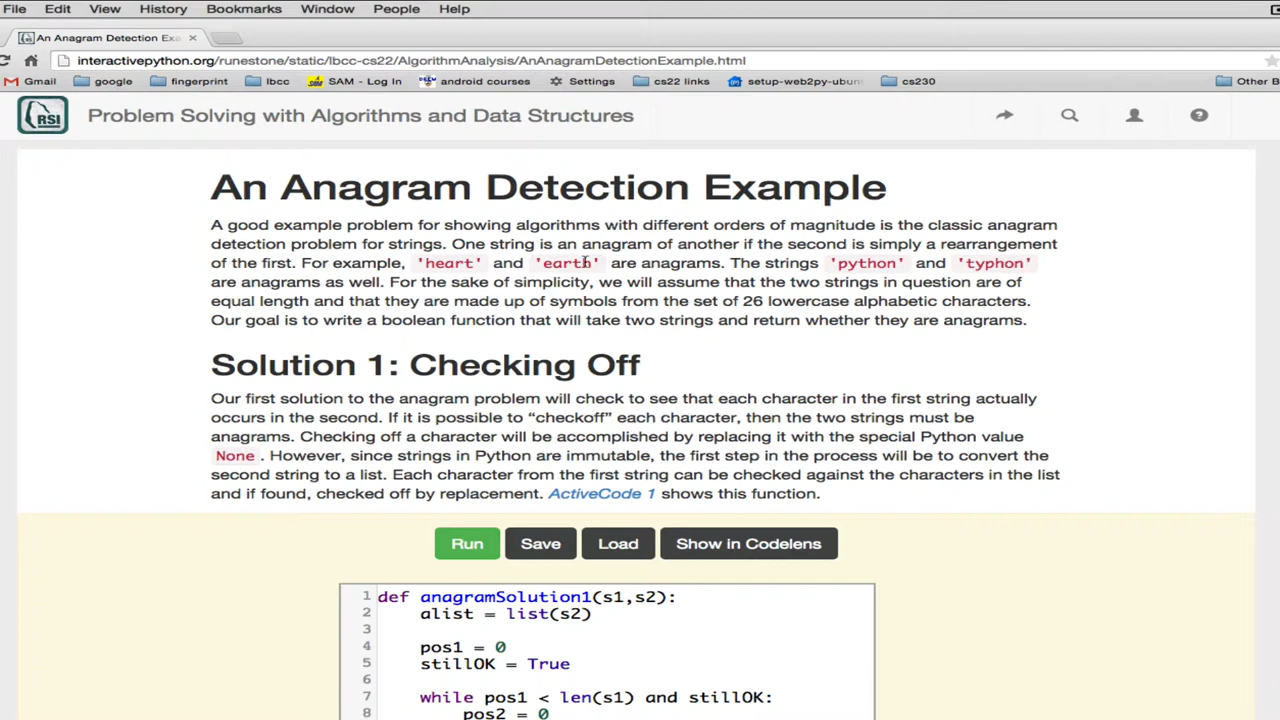 File Edit View History Bookmarks Window People Help
An Anagram Detection Exa
interactivepython.org/runestone/static/lbcc-cs22/AlgorithmAnalysis/AnAnagramDetectionExample.html
Gmail google fingerprint lbcc SAM - Log In android courses Settings cs22 links setup-web2py-ubun cs230 Other B
RSI Problem Solving with Algorithms and Data Structures
An Anagram Detection Example
A good example problem for showing algorithms with different orders of magnitude is the classic anagram
detection problem for strings. One string is an anagram of another if the second is simply a rearrangement
of the first. For example, 'heart' and 'earth' are anagrams. The strings 'python' and 'typhon'
are anagrams as well. For the sake of simplicity, we will assume that the two strings in question are of
equal length and that they are made up of symbols from the set of 26 lowercase alphabetic characters.
Our goal is to write a boolean function that will take two strings and return whether they are anagrams.
Solution 1: Checking Off
Our first solution to the anagram problem will check to see that each character in the first string actually
occurs in the second. If it is possible to “checkoff” each character, then the two strings must be
anagrams. Checking off a character will be accomplished by replacing it with the special Python value
None. However, since strings in Python are immutable, the first step in the process will be to convert the
second string to a list. Each character from the first string can be checked against the characters in the list
and if found, checked off by replacement. ActiveCode 1 shows this function.
Run Save Load Show in Codelens
1 def anagramSolution1(s1,s2):
2 alist = list(s2)
3
4 pos1 = 0
5 stillOK = True
6
7 while pos1 < len(s1) and stillOK:
8 pos2 = 0